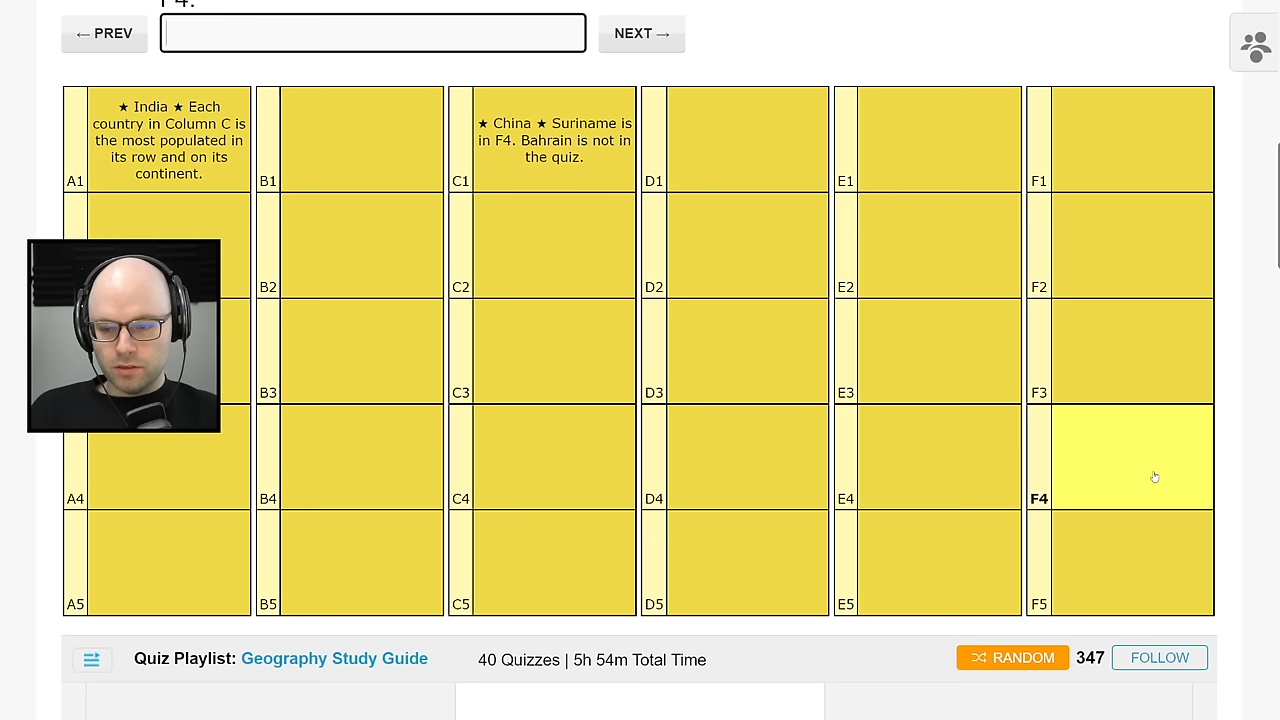 F4:
← PREV
NEXT →
★ India ★ Each
country in Column C is
the most populated in
its row and on its
continent.
A1
B1
★ China ★ Suriname is
in F4. Bahrain is not in
the quiz.
C1
D1
E1
F1
B2
C2
D2
E2
F2
B3
C3
D3
E3
F3
A4
B4
C4
D4
E4
F4
A5
B5
C5
D5
E5
F5
Quiz Playlist: Geography Study Guide
40 Quizzes | 5h 54m Total Time
RANDOM
347
FOLLOW